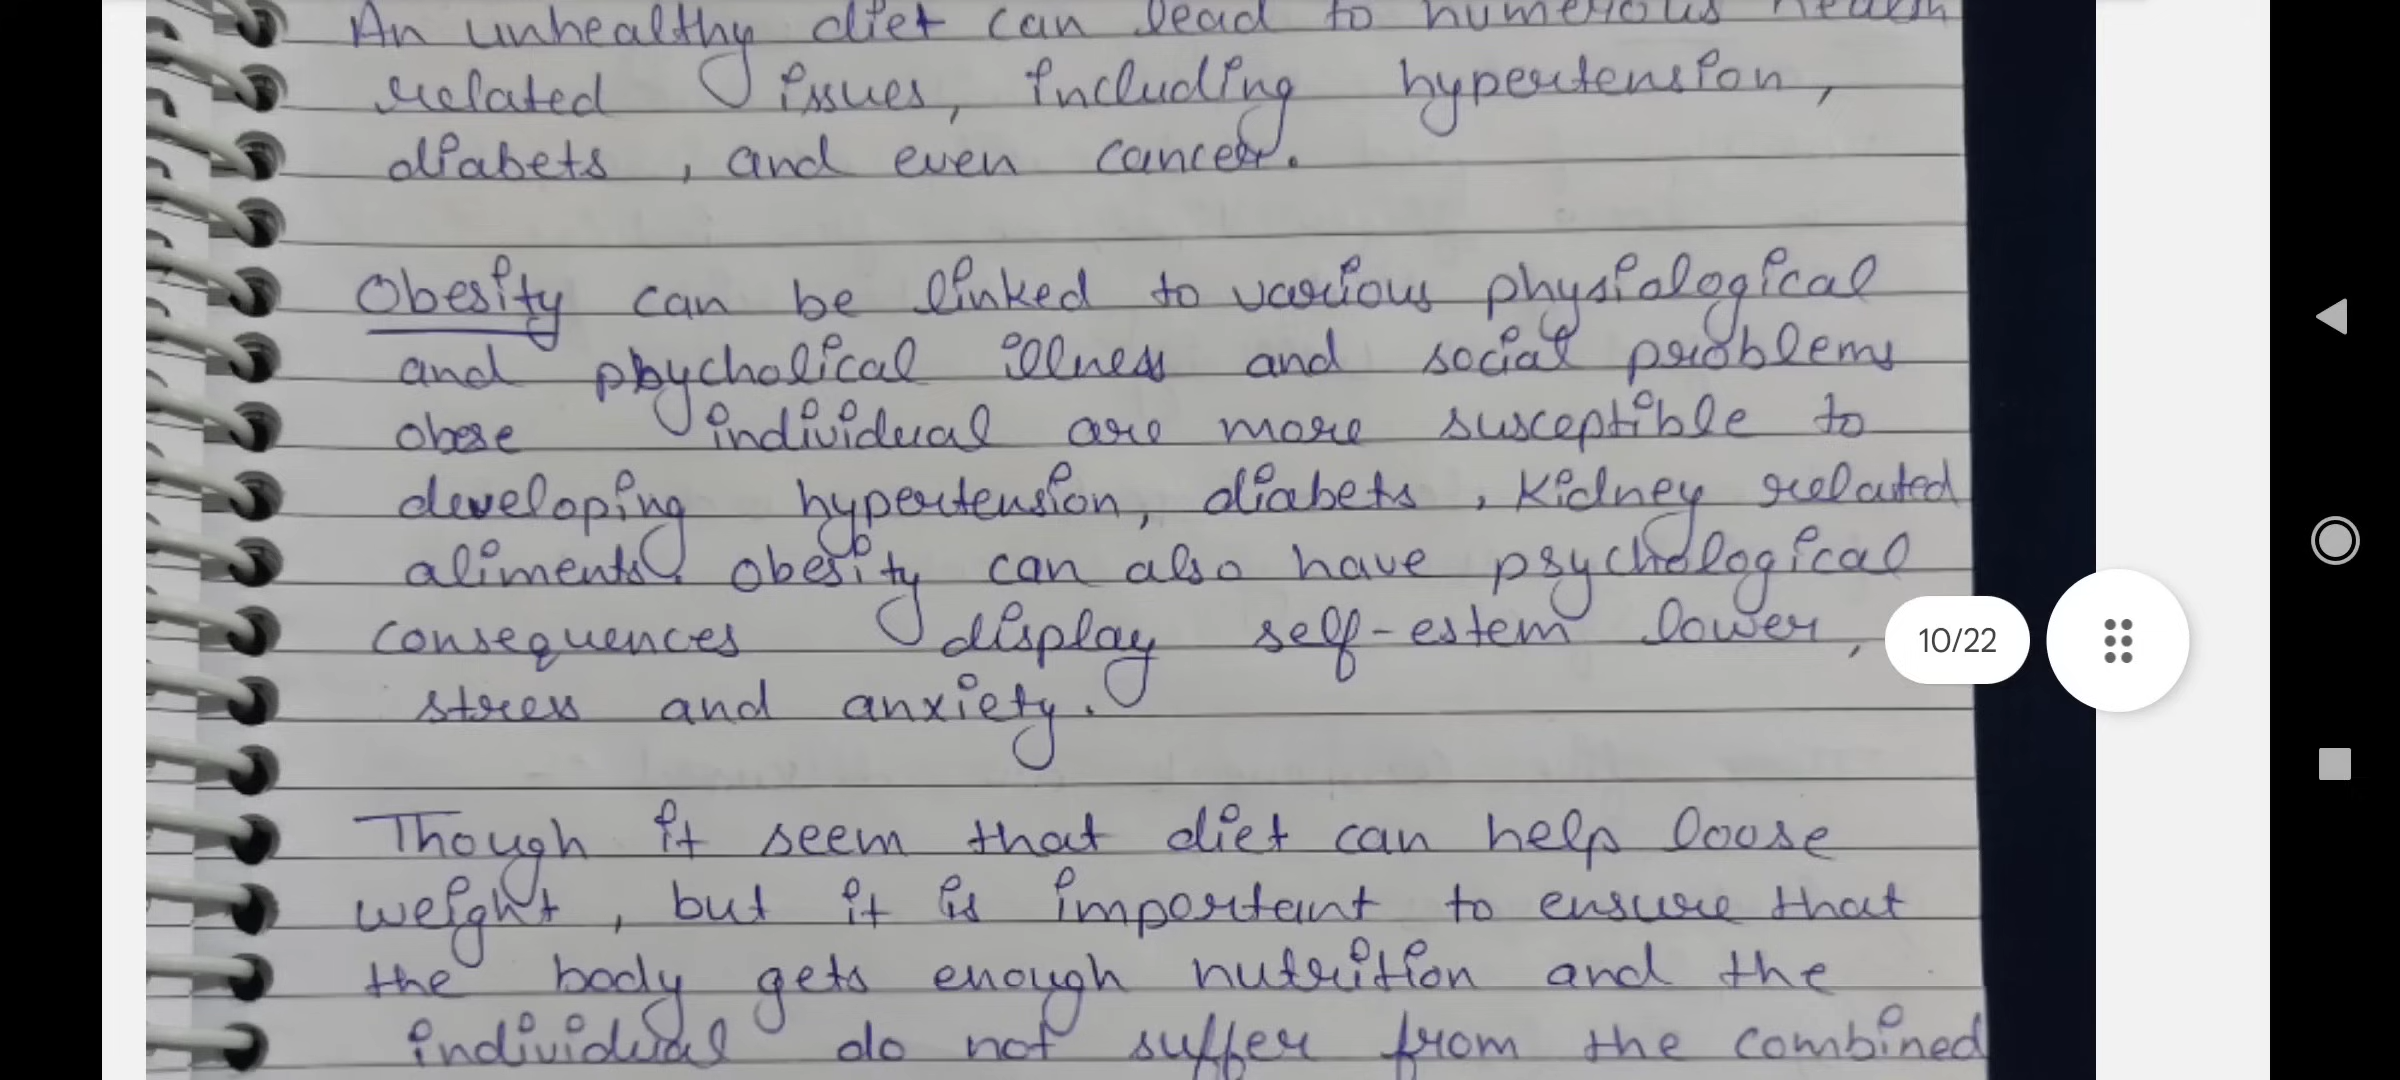 An unhealthy diet can lead to numerious health
related issues, including hypertension,
diabets, and even cancer.
Obesity can be linked to various physiological
and psycholical illness and social problems
obese individual are more susceptible to
developing hypertension, diabets, kidney related
aliments. obesity can also have psychological
consequences display self-estem lower,
stress and anxiety.
Though it seem that diet can help loose
weight, but it is important to ensure that
the body gets enough nutrition and the
individual do not suffer from the combined
10/22